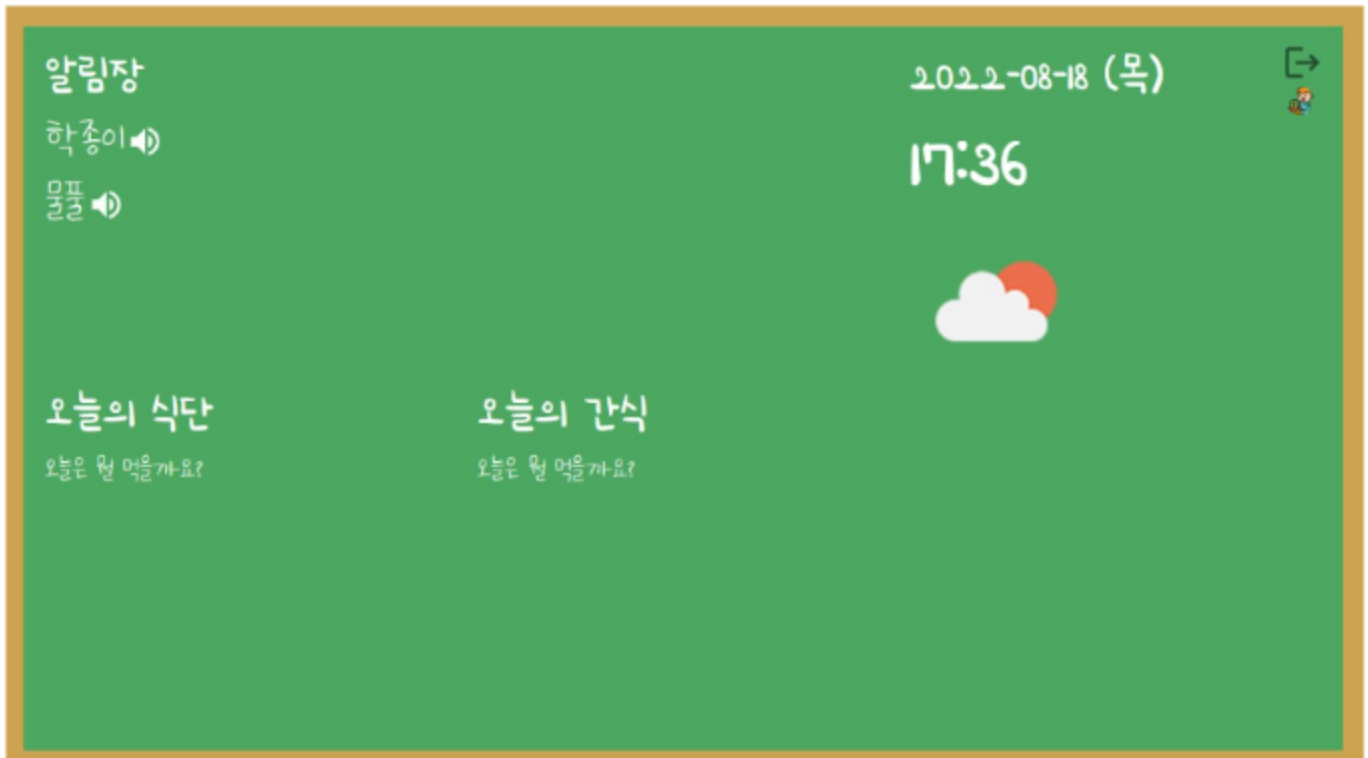 알림장
학종이
물풀
2022-08-18 (목)
17:36
오늘의 식단
오늘은 뭘 먹을까요?
오늘의 간식
오늘은 뭘 먹을까요?